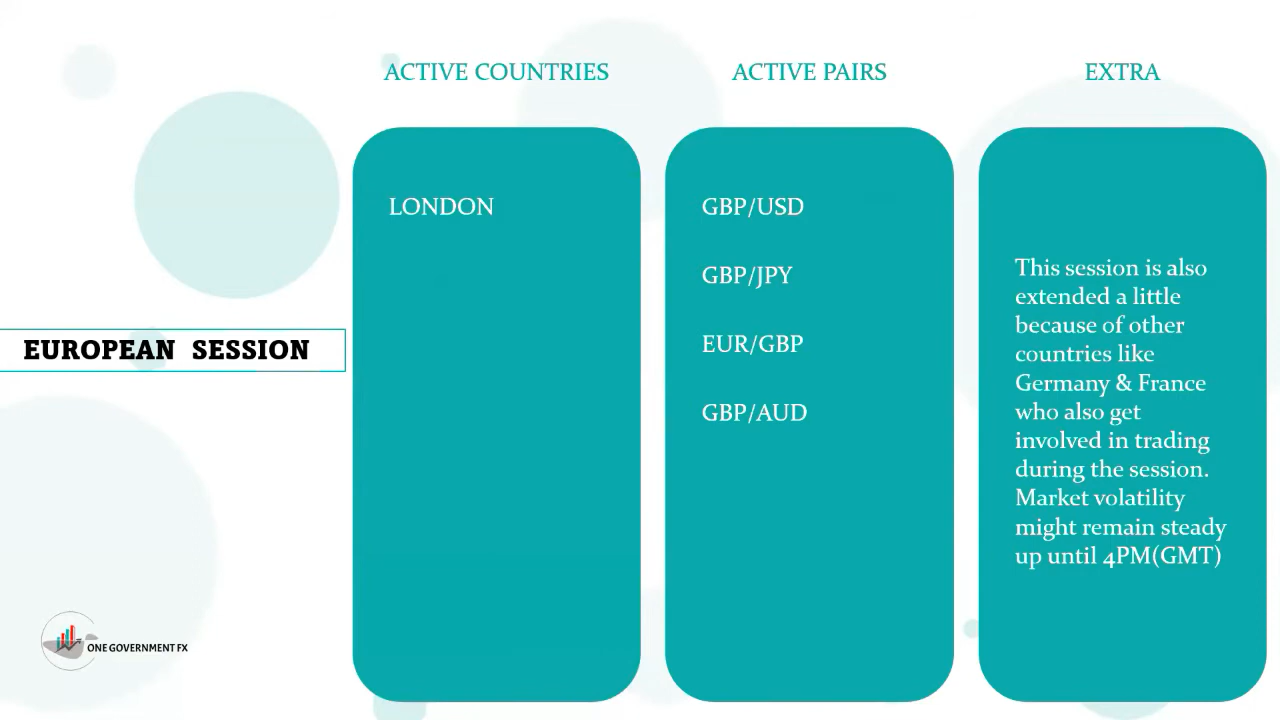 ACTIVE COUNTRIES
ACTIVE PAIRS
EXTRA
EUROPEAN SESSION
LONDON
GBP/USD
GBP/JPY
EUR/GBP
GBP/AUD
This session is also
extended a little
because of other
countries like
Germany & France
who also get
involved in trading
during the session.
Market volatility
might remain steady
up until 4PM(GMT)
ONE GOVERNMENT FX